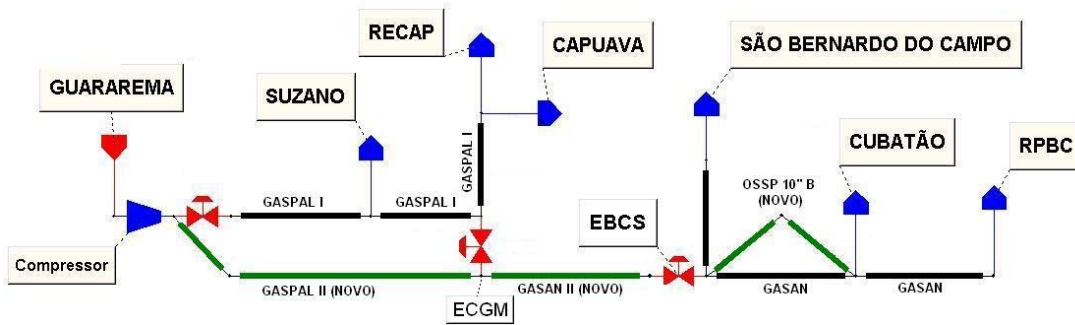 RECAP
CAPUAVA
SÃO BERNARDO DO CAMPO
GUARAREMA
SUZANO
CUBATÃO
RPBC
GASPAL I
OSSP 10" B
(NOVO)
GASPAL I
GASPAL I
EBCS
Compressor
GASPAL II (NOVO)
GASAN II (NOVO)
GASAN
GASAN
ECGM